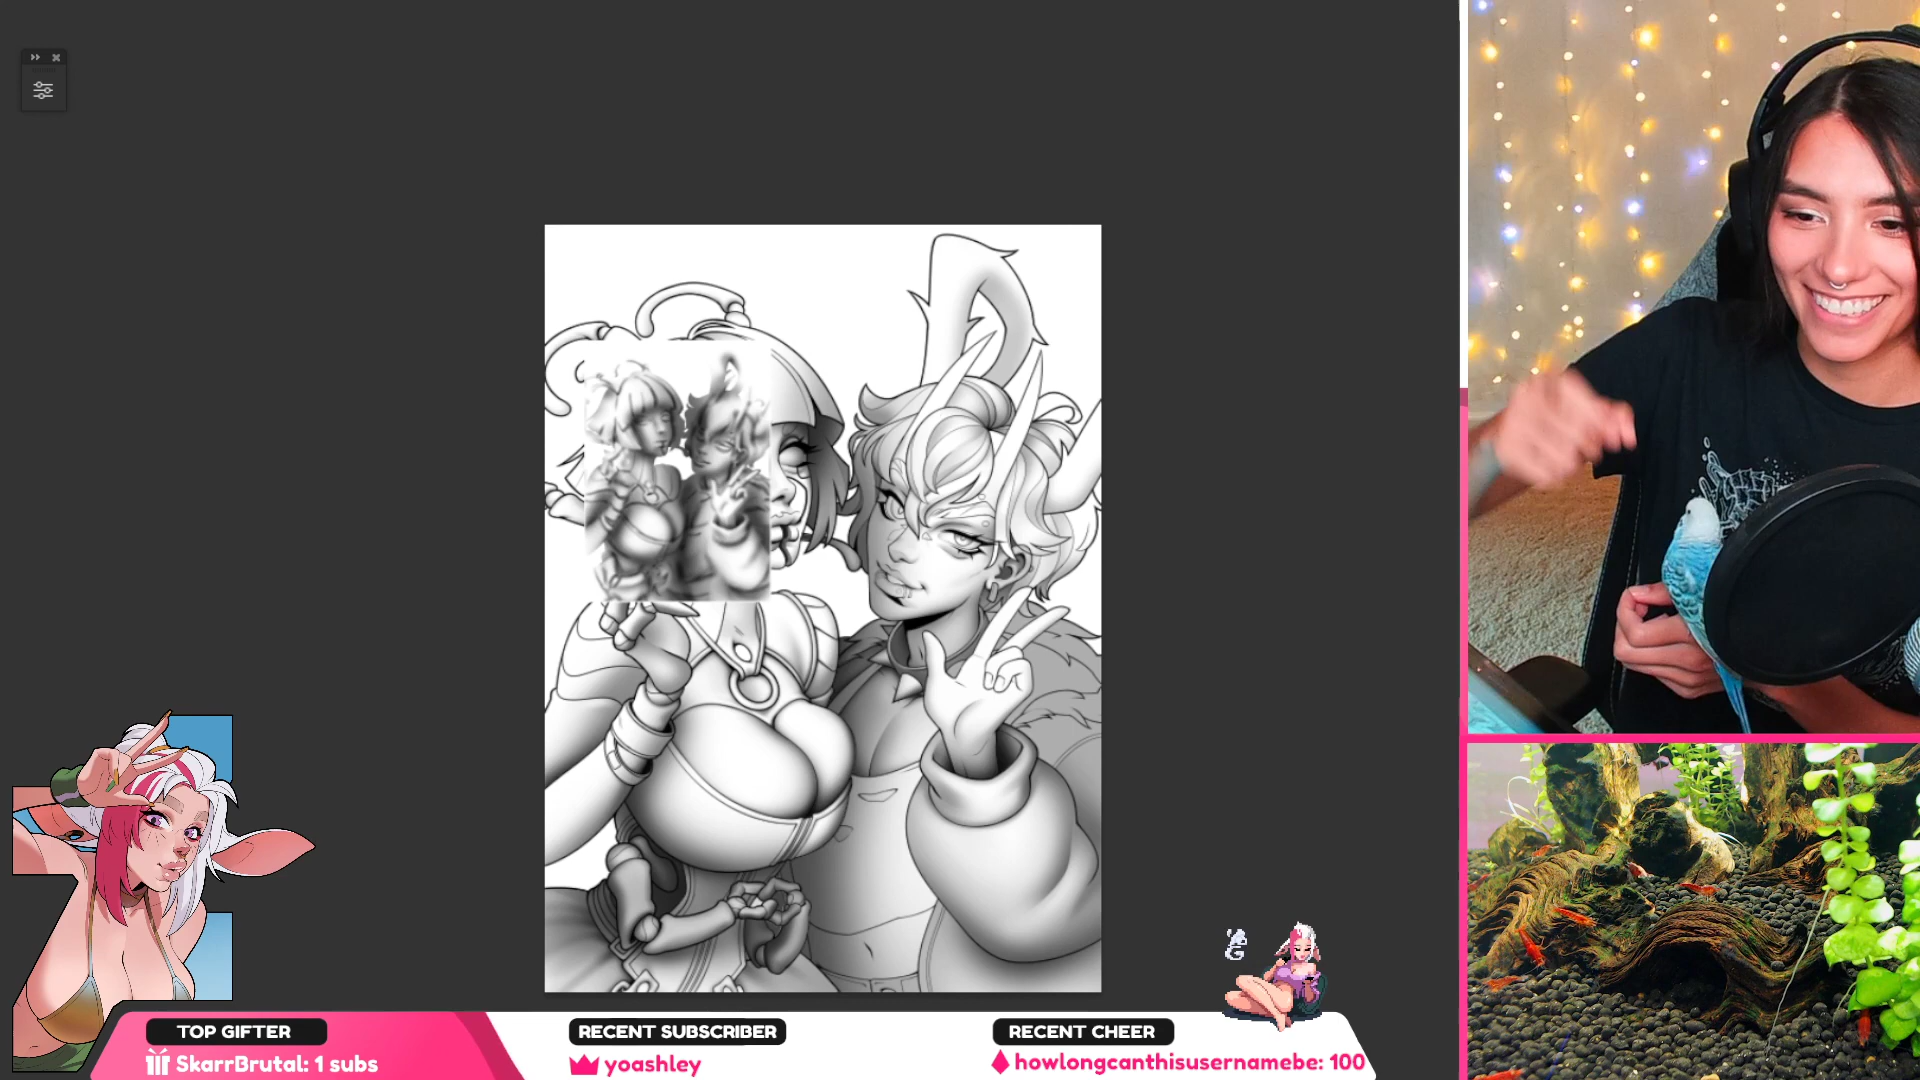 TOP GIFTER
SkarrBrutal: 1 subs
RECENT SUBSCRIBER
yoashley
RECENT CHEER
howlongcanthisusernamebe: 100